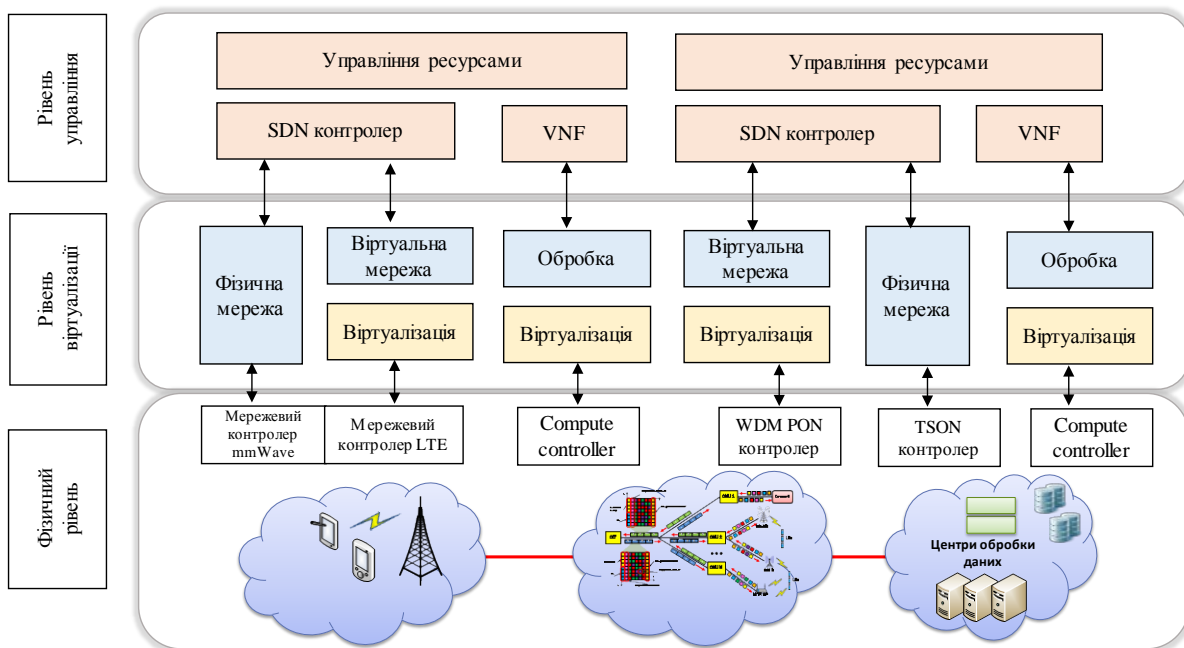 Рівень
управління
Управління ресурсами
Управління ресурсами
SDN контролер
VNF
SDN контролер
VNF
Рівень
віртуалізації
Фізична
мережа
Віртуальна
мережа
Обробка
Віртуальна
мережа
Фізична
мережа
Обробка
Віртуалізація
Віртуалізація
Віртуалізація
Віртуалізація
Фізичний
рівень
Мережевий
контролер
mmWave
Мережевий
контролер LTE
Compute
controller
WDM PON
контролер
TSON
контролер
Compute
controller
Центри обробки
даних